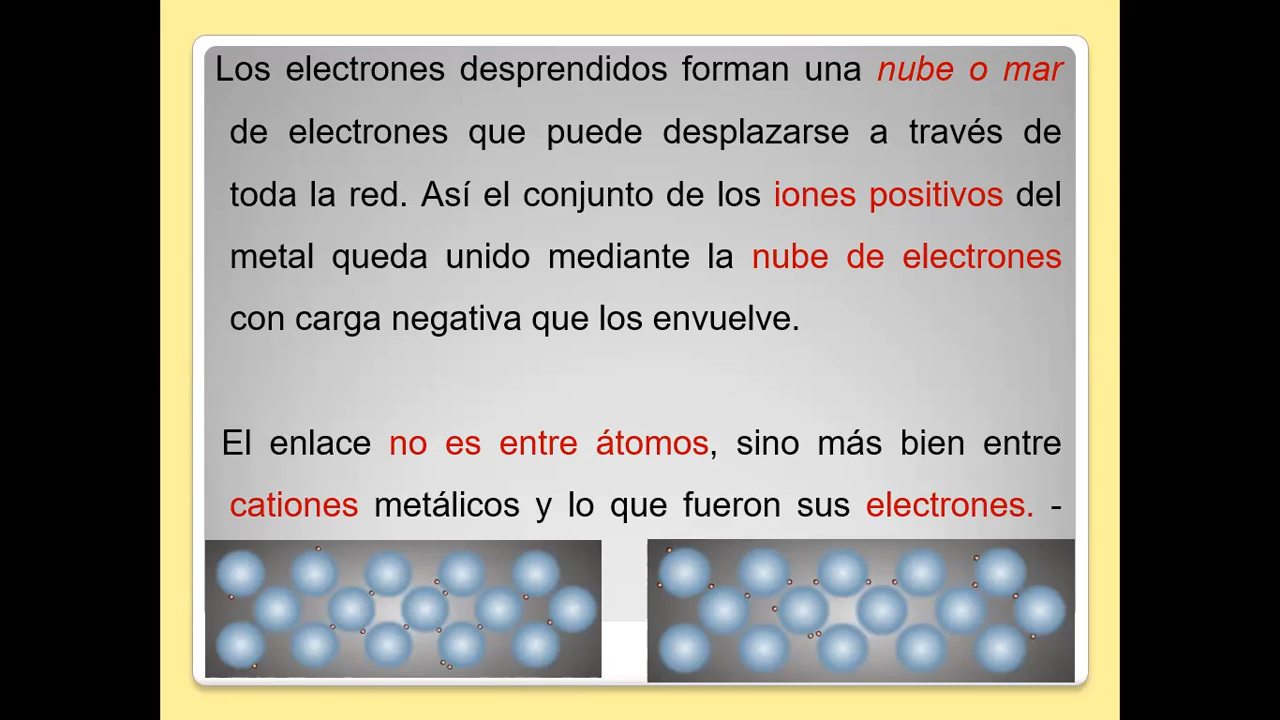 Los electrones desprendidos forman una nube o mar
de electrones que puede desplazarse a través de
toda la red. Así el conjunto de los iones positivos del
metal queda unido mediante la nube de electrones
con carga negativa que los envuelve.
El enlace no es entre átomos, sino más bien entre
cationes metálicos y lo que fueron sus electrones. -